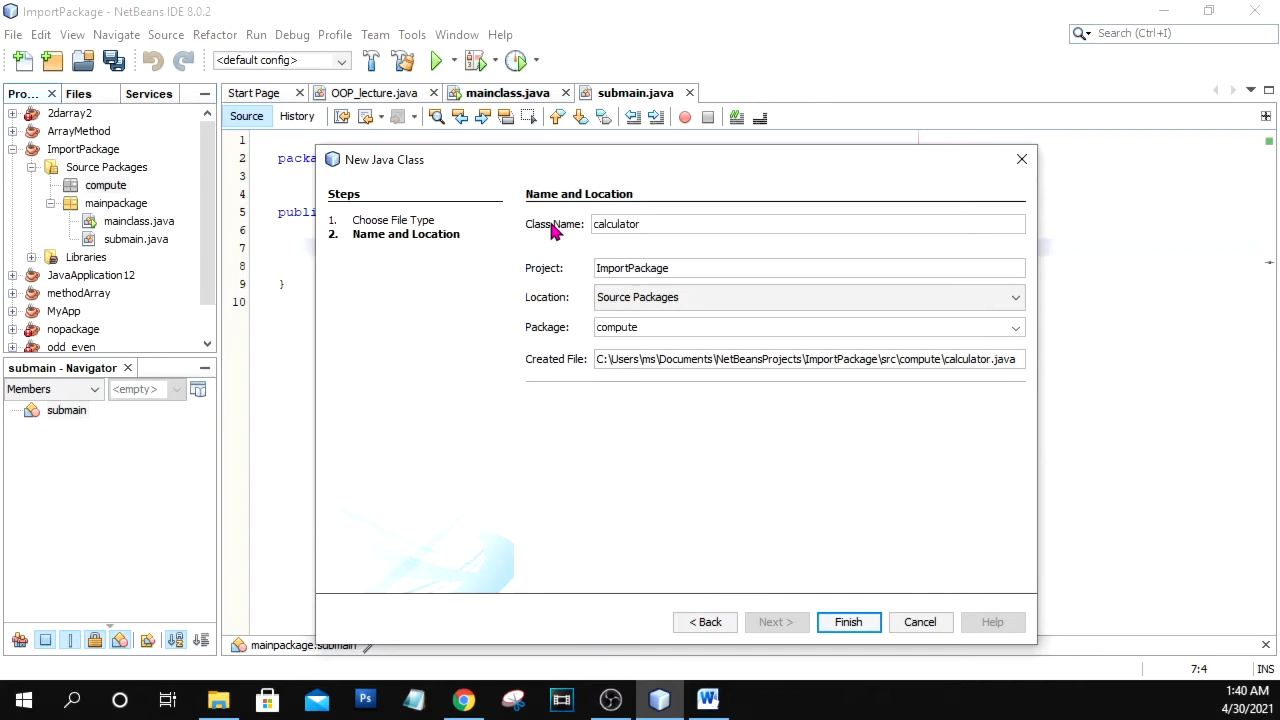 ImportPackage - NetBeans IDE 8.0.2
File Edit View Navigate Source Refactor Run Debug Profile Team Tools Window Help
Search (Ctrl+I)
<default config>
Pro... Files Services
Start Page OOP_lecture.java mainclass.java submain.java
Source History
2darray2
ArrayMethod
ImportPackage
Source Packages
compute
mainpackage
mainclass.java
submain.java
Libraries
JavaApplication12
methodArray
MyApp
nopackage
odd_even
submain - Navigator
Members <empty>
submain
1
2 packa
3
4
5 publi
6
7
8
9 }
10
New Java Class
Steps
1. Choose File Type
2. Name and Location
Name and Location
Class Name: calculator
Project: ImportPackage
Location: Source Packages
Package: compute
Created File: C:\Users\ms\Documents\NetBeansProjects\ImportPackage\src\compute\calculator.java
< Back Next > Finish Cancel Help
mainpackage.submain
7:4 INS
1:40 AM
4/30/2021